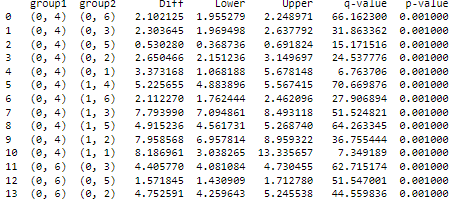 group1 group2 Diff Lower Upper q-value p-value
0 (0, 4) (0, 6) 2.102125 1.955279 2.248971 66.162300 0.001000
1 (0, 4) (0, 3) 2.303645 1.969498 2.637792 31.863362 0.001000
2 (0, 4) (0, 5) 0.530280 0.368736 0.691824 15.171516 0.001000
3 (0, 4) (0, 2) 2.650466 2.151236 3.149697 24.537776 0.001000
4 (0, 4) (0, 1) 3.373168 1.068188 5.678148 6.763706 0.001000
5 (0, 4) (1, 4) 5.225655 4.883896 5.567415 70.669876 0.001000
6 (0, 4) (1, 6) 2.112270 1.762444 2.462096 27.906894 0.001000
7 (0, 4) (1, 3) 7.793990 7.094861 8.493118 51.524821 0.001000
8 (0, 4) (1, 5) 4.915236 4.561731 5.268740 64.263345 0.001000
9 (0, 4) (1, 2) 7.958568 6.957814 8.959322 36.755444 0.001000
10 (0, 4) (1, 1) 8.186961 3.038265 13.335657 7.349189 0.001000
11 (0, 6) (0, 3) 4.405770 4.081084 4.730455 62.715174 0.001000
12 (0, 6) (0, 5) 1.571845 1.430909 1.712780 51.547001 0.001000
13 (0, 6) (0, 2) 4.752591 4.259643 5.245538 44.559836 0.001000